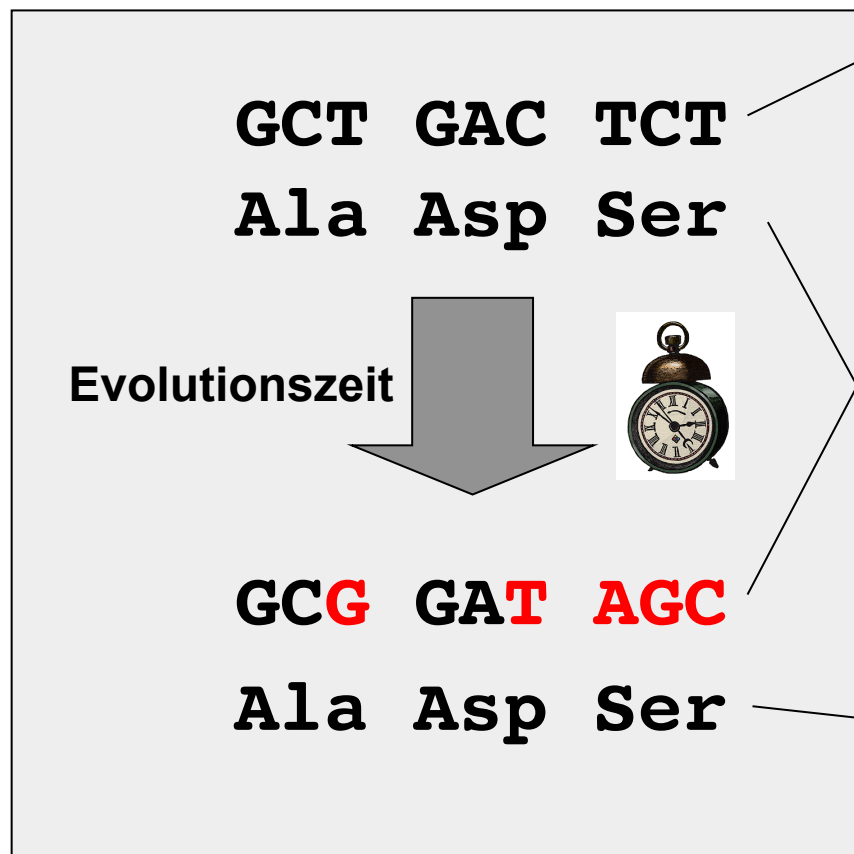 GCT GAC TCT
Ala Asp Ser
Evolutionszeit
GCG GAT AGC
Ala Asp Ser